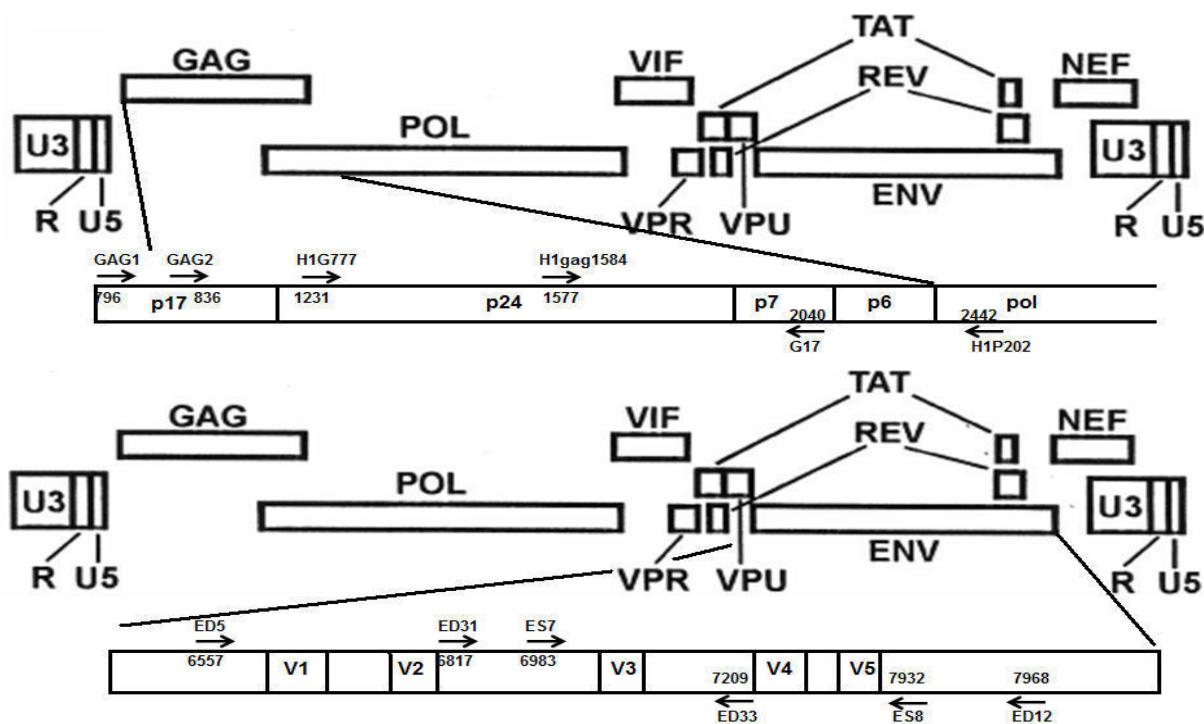 TAT
GAG VIF REV NEF
U3 POL U3
R U5 VPR VPU ENV R U5
GAG1 GAG2 H1G777 H1gag1584
796 p17 836 1231 p24 1577 p7 2040 p6 2442 pol
G17 H1P202
TAT
GAG VIF REV NEF
U3 POL U3
R U5 VPR VPU ENV R U5
ED5 ED31 ES7
6557 V1 V2 6817 6983 V3 7209 V4 V5 7932 7968
ED33 ES8 ED12